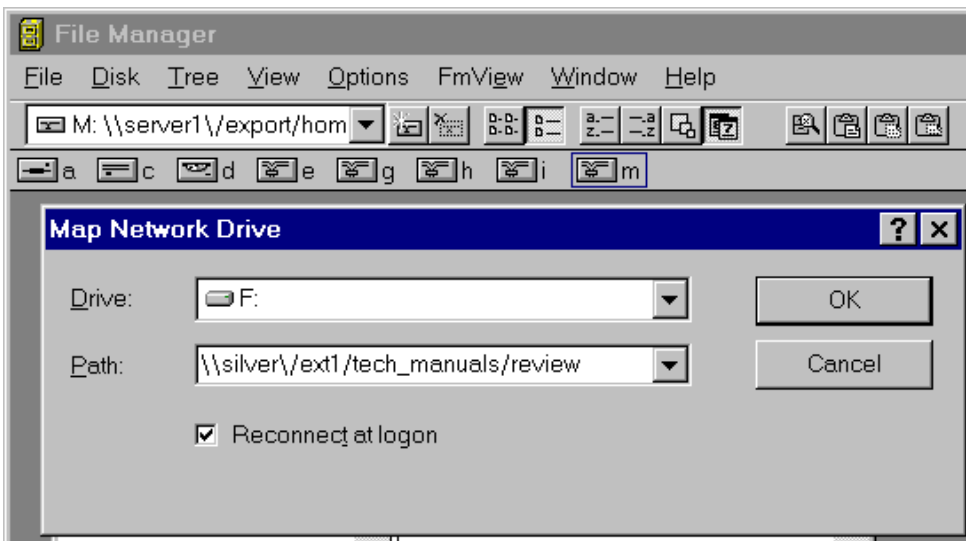 File Manager
File Disk Tree View Options FmView Window Help
M: \\server1\/export/hom
a c d e g h i m
Map Network Drive
Drive: F: OK
Path: \\silver\/ext1/tech_manuals/review Cancel
Reconnect at logon